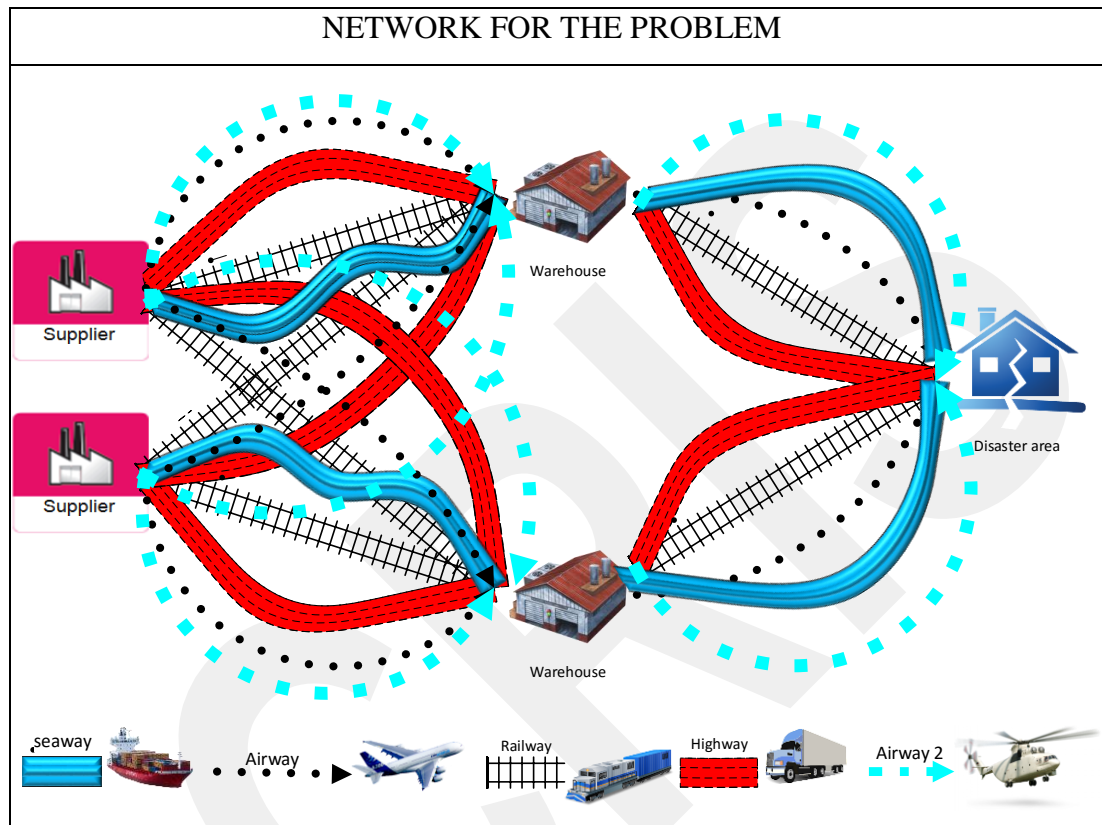 NETWORK FOR THE PROBLEM
Warehouse
Supplier
Supplier
Disaster area
Warehouse
seaway
Airway
Railway
Highway
Airway 2